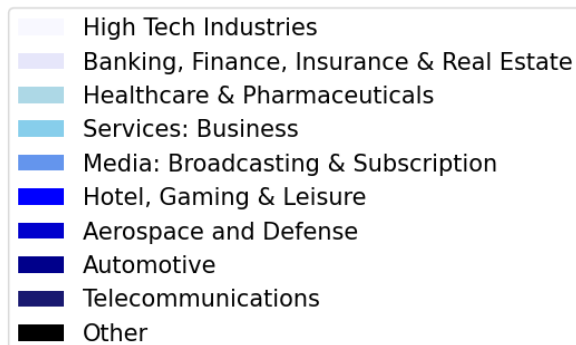 High Tech Industries
Banking, Finance, Insurance & Real Estate
Healthcare & Pharmaceuticals
Services: Business
Media: Broadcasting & Subscription
Hotel, Gaming & Leisure
Aerospace and Defense
Automotive
Telecommunications
Other